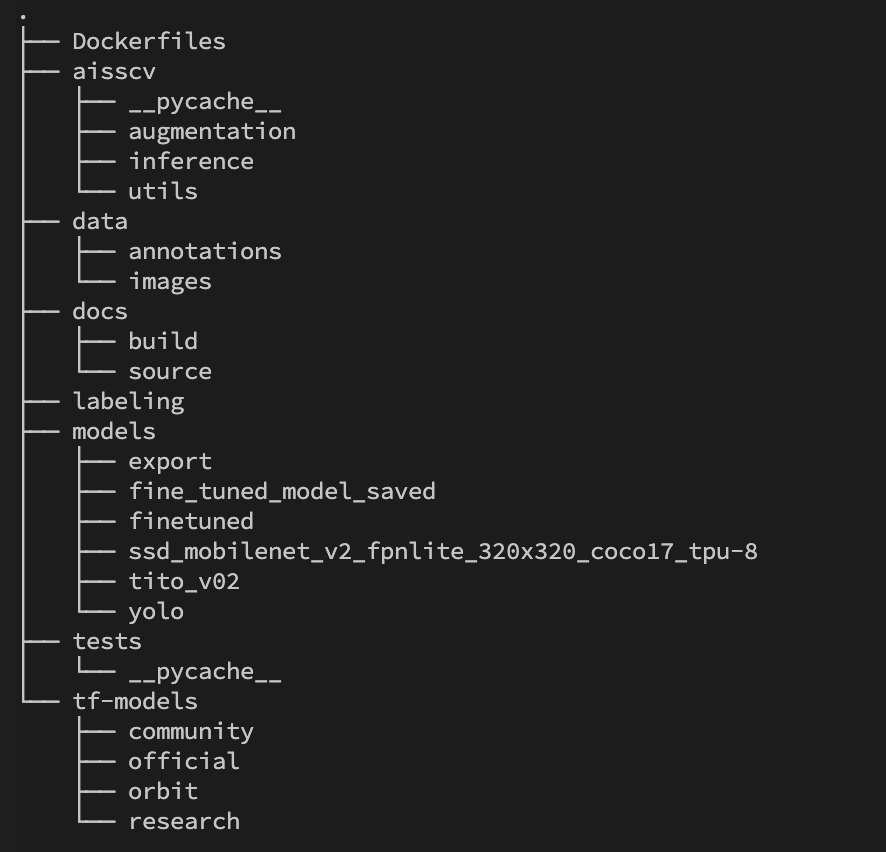 .
├── Dockerfiles
├── aisscv
│   ├── __pycache__
│   ├── augmentation
│   ├── inference
│   └── utils
├── data
│   ├── annotations
│   └── images
├── docs
│   ├── build
│   └── source
├── labeling
├── models
│   ├── export
│   ├── fine_tuned_model_saved
│   ├── finetuned
│   ├── ssd_mobilenet_v2_fpnlite_320x320_coco17_tpu-8
│   ├── tito_v02
│   └── yolo
├── tests
│   └── __pycache__
└── tf-models
    ├── community
    ├── official
    ├── orbit
    └── research